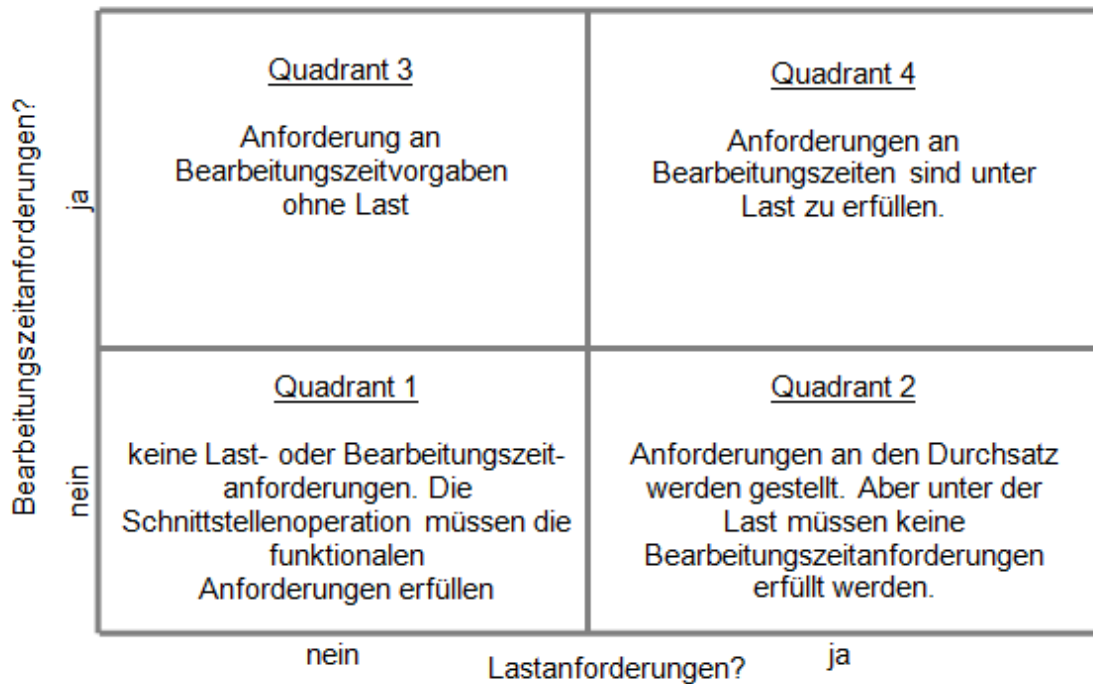 Bearbeitungszeitanforderungen?
ja
nein
Quadrant 3
Anforderung an
Bearbeitungszeitvorgaben
ohne Last
Quadrant 4
Anforderungen an
Bearbeitungszeiten sind unter
Last zu erfüllen.
Quadrant 1
keine Last- oder Bearbeitungszeit-
anforderungen. Die
Schnittstellenoperation müssen die
funktionalen
Anforderungen erfüllen
Quadrant 2
Anforderungen an den Durchsatz
werden gestellt. Aber unter der
Last müssen keine
Bearbeitungszeitanforderungen
erfüllt werden.
nein
Lastanforderungen?
ja